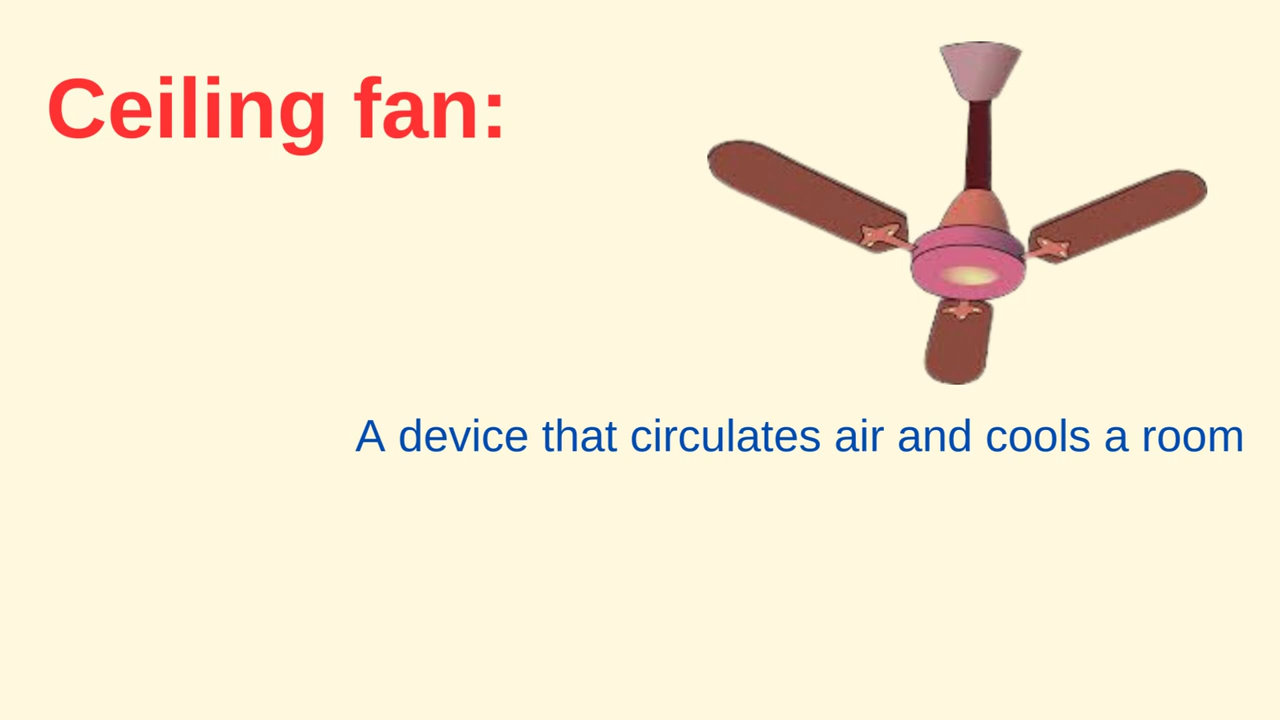 Ceiling fan:
A device that circulates air and cools a room